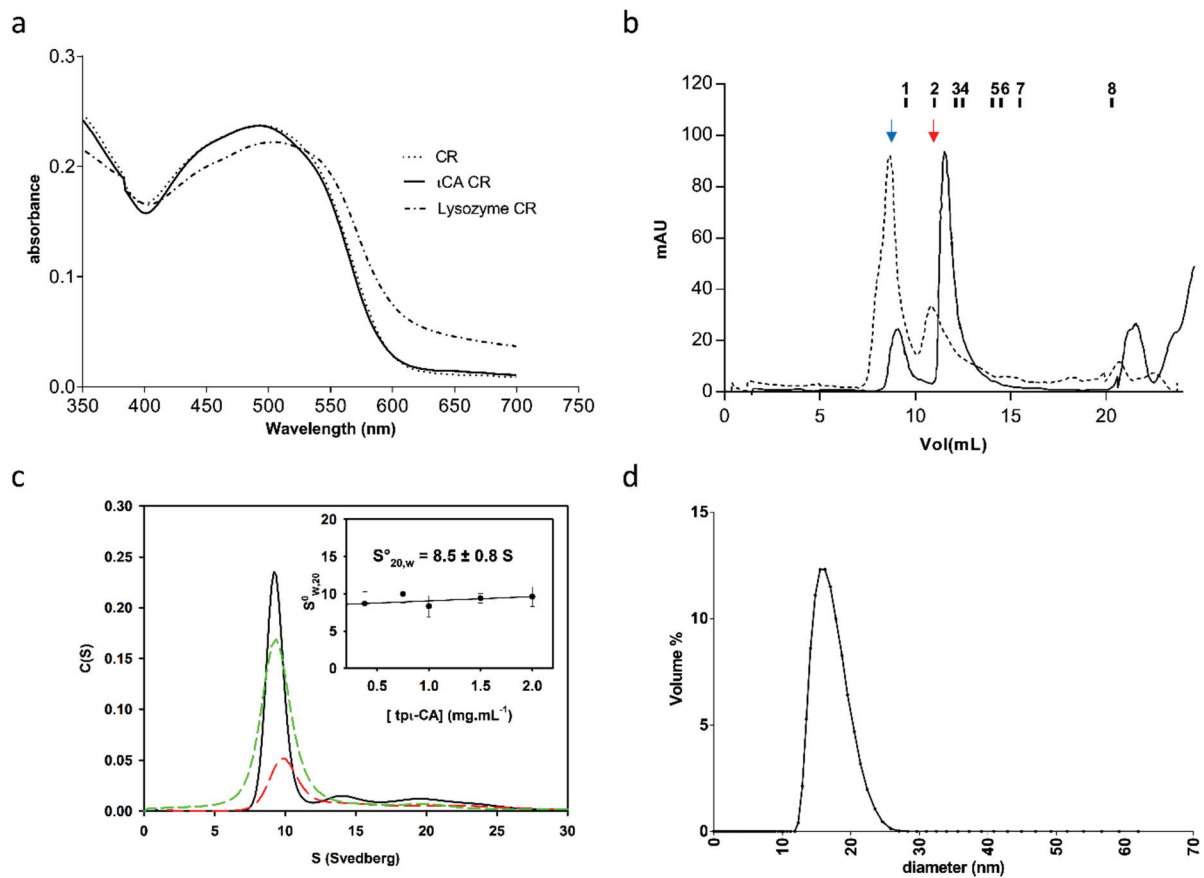 a
0.3
0.2
0.1
0.0
absorbance
350 400 450 500 550 600 650 700 750
Wavelength (nm)
CR
ιCA CR
Lysozyme CR
b
120
100
80
60
40
20
0
mAU
1 2 34 56 7 8
0 5 10 15 20
Vol(mL)
c
0.30
0.25
0.20
0.15
0.10
0.05
0.00
C(S)
0 5 10 15 20 25 30
S (Svedberg)
20
15
10
5
0
S⁰w,20
S°20,w = 8.5 ± 0.8 S
0.5 1.0 1.5 2.0
[ tpι-CA] (mg.mL⁻¹)
d
15
10
5
0
Volume %
0 10 20 30 40 50 60 70
diameter (nm)